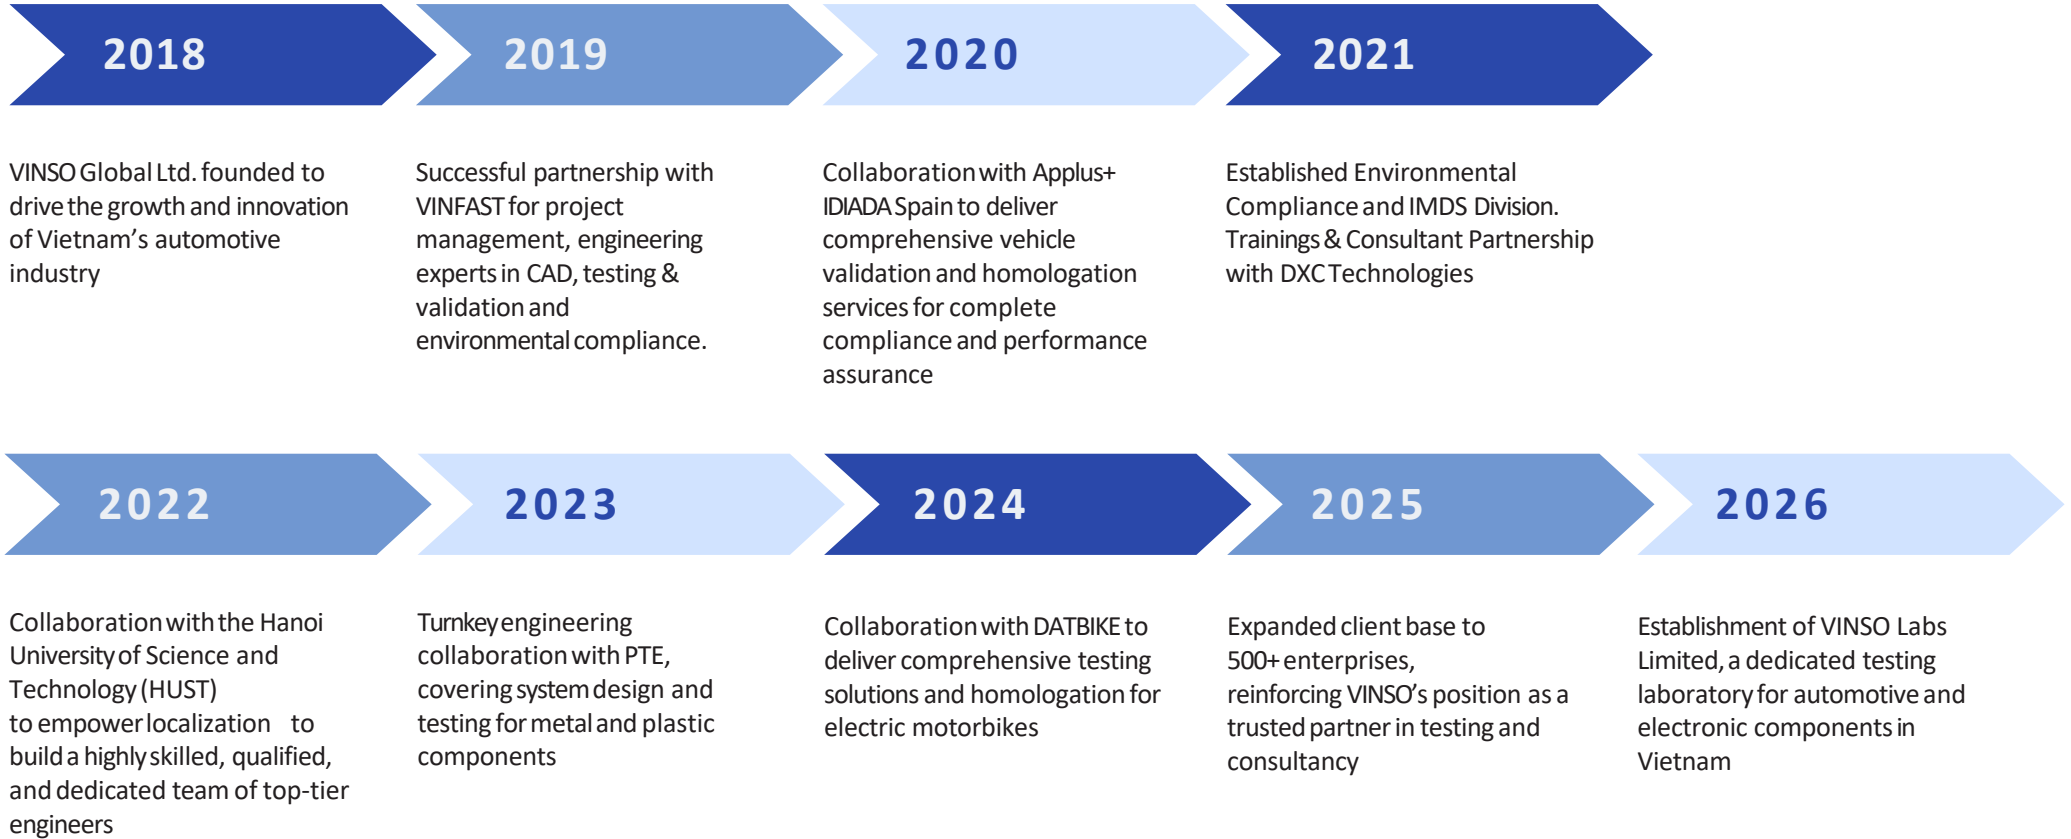 2018
2019
2020
2021
VINSO Global Ltd. founded to
drive the growth and innovation
of Vietnam’s automotive
industry
Successful partnership with
VINFAST for project
management, engineering
experts in CAD, testing &
validation and
environmental compliance.
Collaboration with Applus+
IDIADA Spain to deliver
comprehensive vehicle
validation and homologation
services for complete
compliance and performance
assurance
Established Environmental
Compliance and IMDS Division.
Trainings & Consultant Partnership
with DXC Technologies
2022
2023
2024
2025
2026
Collaboration with the Hanoi
University of Science and
Technology (HUST)
to empower localization to
build a highly skilled, qualified,
and dedicated team of top-tier
engineers
Turnkey engineering
collaboration with PTE,
covering system design and
testing for metal and plastic
components
Collaboration with DATBIKE to
deliver comprehensive testing
solutions and homologation for
electric motorbikes
Expanded client base to
500+ enterprises,
reinforcing VINSO’s position as a
trusted partner in testing and
consultancy
Establishment of VINSO Labs
Limited, a dedicated testing
laboratory for automotive and
electronic components in
Vietnam